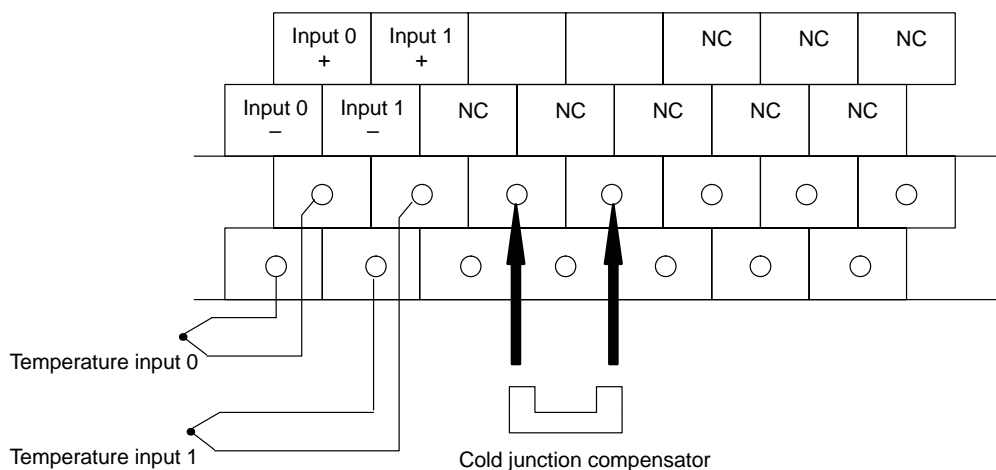 Input 0
+
Input 1
+
NC
NC
NC
Input 0
–
Input 1
–
NC
NC
NC
NC
NC
Temperature input 0
Temperature input 1
Cold junction compensator